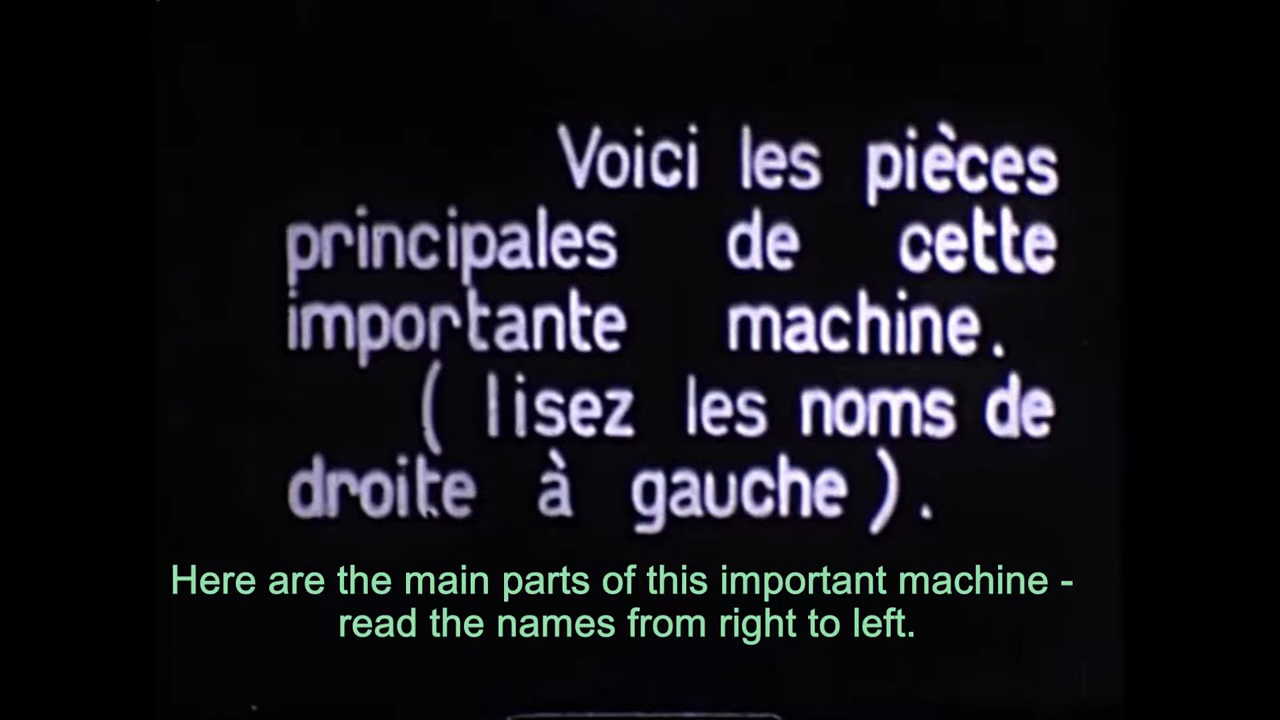 Voici les pièces
principales de cette
importante machine.
( lisez les noms de
droite à gauche ).
Here are the main parts of this important machine -
read the names from right to left.